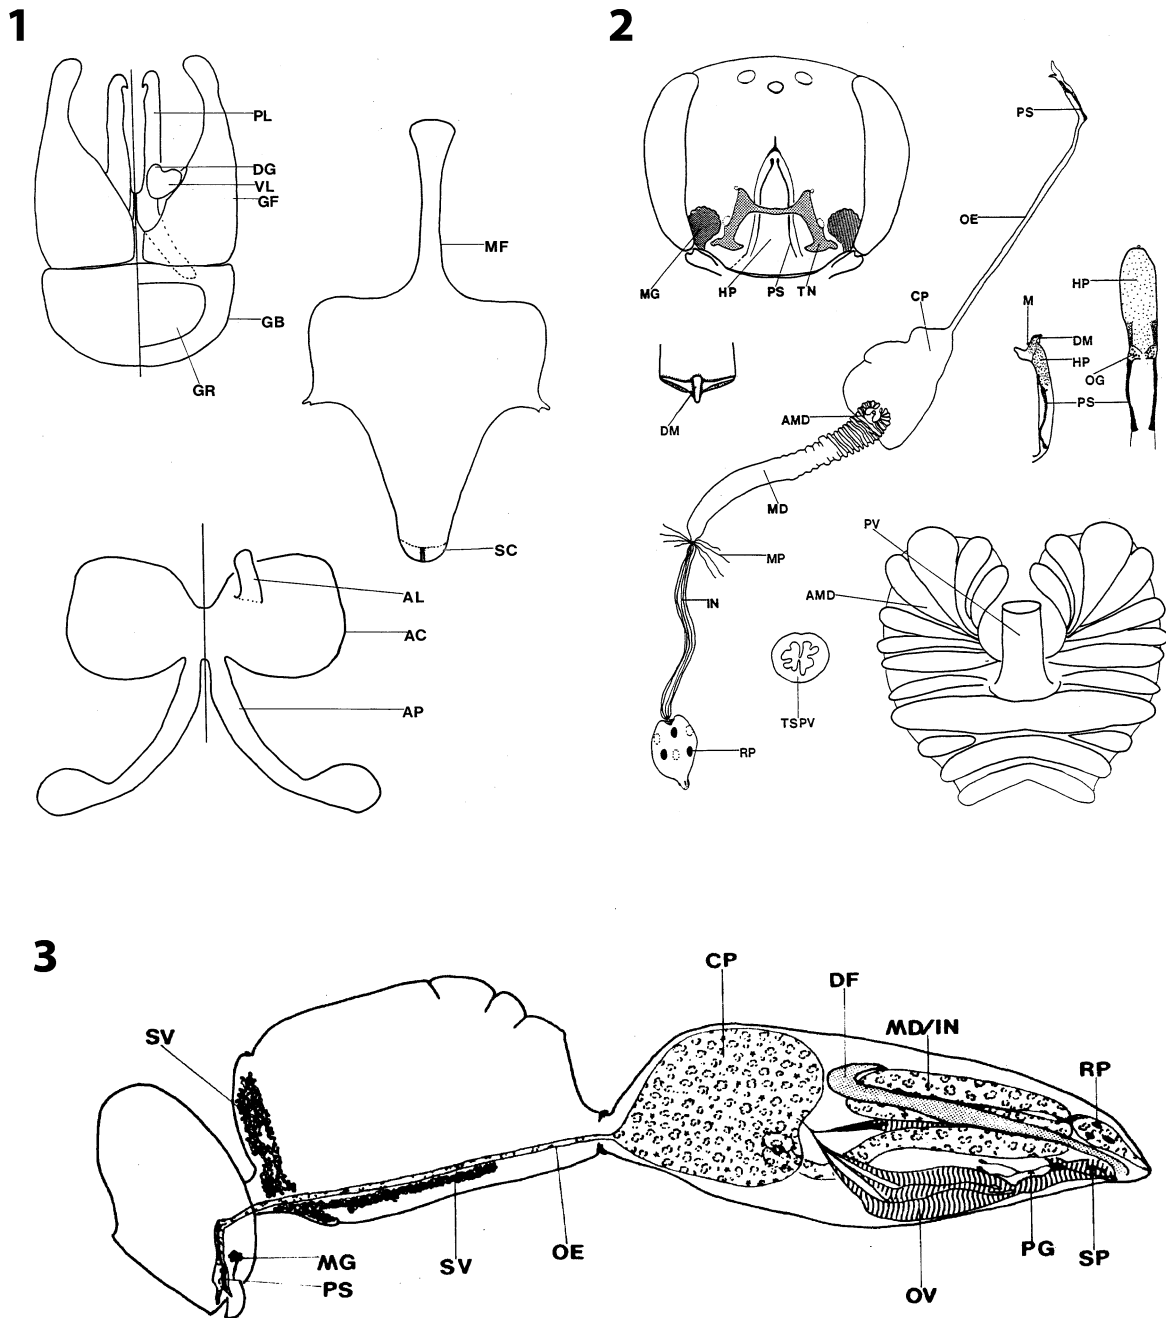 1
PL
DG
VL
GF
GB
GR
MF
SC
AL
AC
AP
2
PS
OE
MG
HP
PS
TN
CP
HP
M
DM
HP
OG
PS
DM
AMD
MD
PV
MP
AMD
IN
TSPV
RP
3
SV
CP
DF
MD/IN
RP
MG
PS
SV
OE
OV
PG
SP